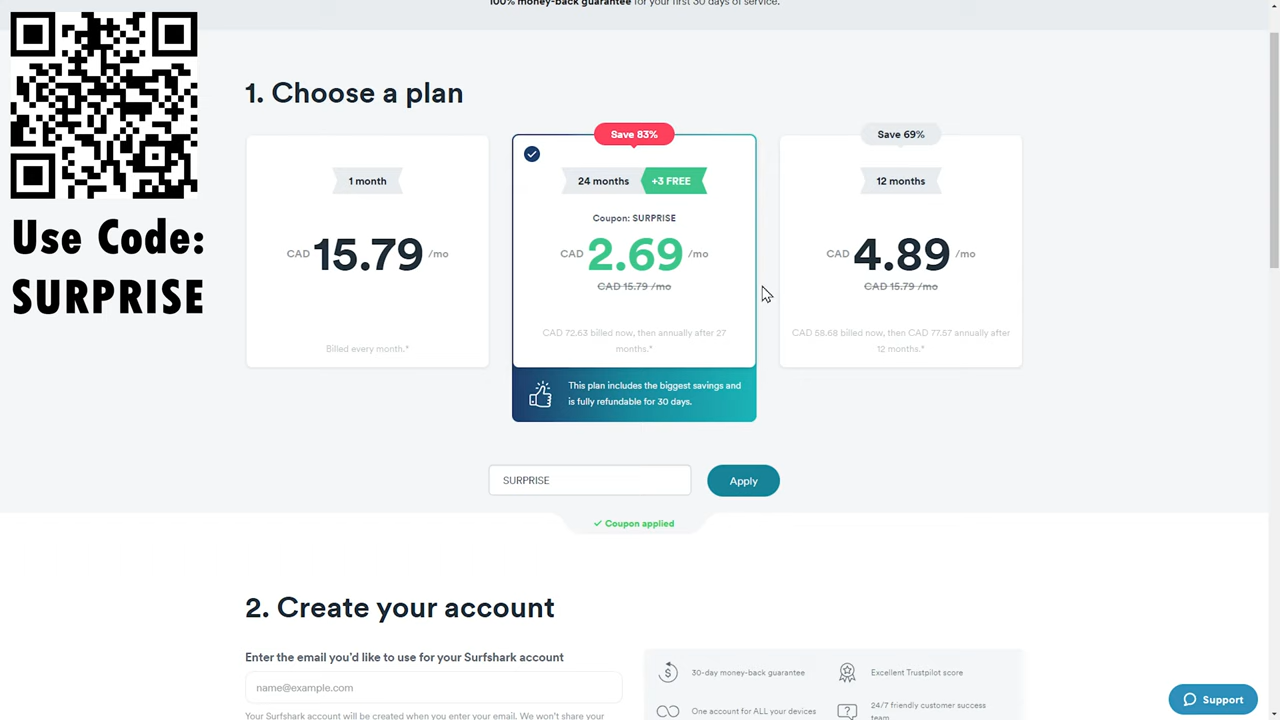 100% money-back guarantee for your first 30 days of service.
Use Code:
SURPRISE
1. Choose a plan
1 month
CAD 15.79 /mo
Billed every month.*
Save 83%
24 months +3 FREE
Coupon: SURPRISE
CAD 2.69 /mo
CAD 15.79 /mo
CAD 72.63 billed now, then annually after 27
months.*
This plan includes the biggest savings and
is fully refundable for 30 days.
Save 69%
12 months
CAD 4.89 /mo
CAD 15.79 /mo
CAD 58.68 billed now, then CAD 77.57 annually after
12 months.*
SURPRISE
Apply
Coupon applied
2. Create your account
Enter the email you'd like to use for your Surfshark account
name@example.com
Your Surfshark account will be created when you enter your email. We won't share your
30-day money-back guarantee
Excellent Trustpilot score
One account for ALL your devices
24/7 friendly customer success
team
Support